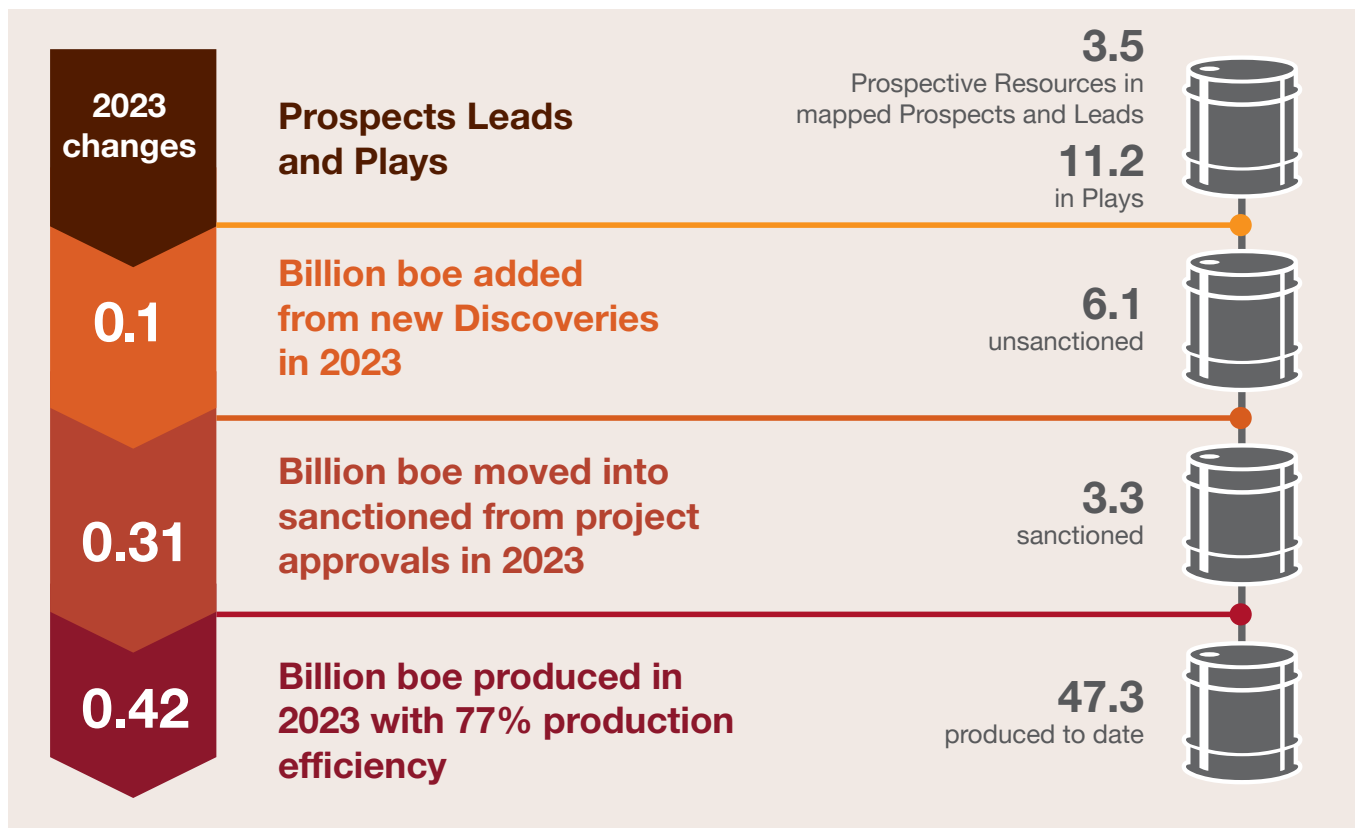 2023
changes
Prospects Leads
and Plays
3.5
Prospective Resources in
mapped Prospects and Leads
11.2
in Plays
0.1
Billion boe added
from new Discoveries
in 2023
6.1
unsanctioned
0.31
Billion boe moved into
sanctioned from project
approvals in 2023
3.3
sanctioned
0.42
Billion boe produced in
2023 with 77% production
efficiency
47.3
produced to date